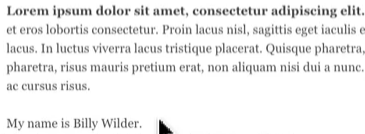 Lorem ipsum dolor sit amet, consectetur adipiscing elit.
et eros lobortis consectetur. Proin lacus nisl, sagittis eget iaculis e
lacus. In luctus viverra lacus tristique placerat. Quisque pharetra,
pharetra, risus mauris pretium erat, non aliquam nisi dui a nunc.
ac cursus risus.
My name is Billy Wilder.